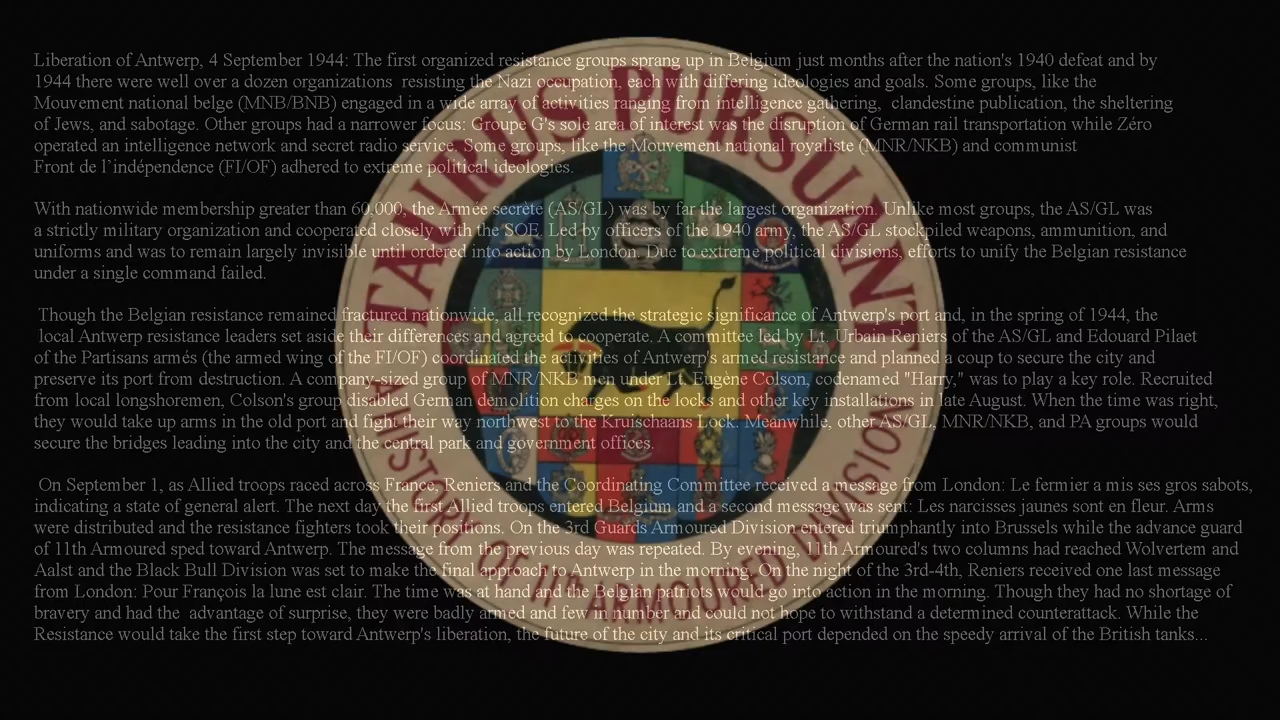 Liberation of Antwerp, 4 September 1944: The first organized resistance groups sprang up in Belgium just months after the nation's 1940 defeat and by
1944 there were well over a dozen organizations resisting the Nazi occupation each with differing ideologies and goals. Some groups, like the
Mouvement national belge (MNB/BNB) engaged in a wide array of activities ranging from intelligence gathering, clandestine publication, the sheltering
of Jews, and sabotage. Other groups had a narrower focus: Groupe G's sole area of interest was the disruption of German rail transportation while Zéro
operated an intelligence network and secret radio service. Some groups, like the Mouvement national royaliste (MNR/NKB) and communist
Front de l'indépendence (FI/OF) adhered to extreme political ideologies.
With nationwide membership greater than 60,000, the Armée secrète (AS/GL) was by far the largest organization. Unlike most groups, the AS/GL was
a strictly military organization and cooperated closely with the SOE. Led by officers of the 1940 army, the AS/GL stockpiled weapons, ammunition, and
uniforms and was to remain largely invisible until ordered into action by London. Due to extreme political divisions, efforts to unify the Belgian resistance
under a single command failed.
Though the Belgian resistance remained fractured nationwide, all recognized the strategic significance of Antwerp's port and, in the spring of 1944, the
local Antwerp resistance leaders set aside their differences and agreed to cooperate. A committee led by Lt. Urbain Reniers of the AS/GL and Edouard Pilaet
of the Partisans armés (the armed wing of the FI/OF) coordinated the activities of Antwerp's armed resistance and planned a coup to secure the city and
preserve its port from destruction. A company-sized group of MNR/NKB men under Lt. Eugène Colson, codenamed "Harry," was to play a key role. Recruited
from local longshoremen, Colson's group disabled German demolition charges on the docks and other key installations in late August. When the time was right,
they would take up arms in the old port and fight their way northwest to the Kruischaans Lock. Meanwhile, other AS/GL, MNR/NKB, and PA groups would
secure the bridges leading into the city and the central park and government offices.
On September 1, as Allied troops raced across France, Reniers and the Coordinating Committee received a message from London: Le fermier a mis ses gros sabots,
indicating a state of general alert. The next day the first Allied troops entered Belgium and a second message was sent: Les narcisses jaunes sont en fleur. Arms
were distributed and the resistance fighters took their positions. On the 3rd Guards Armoured Division entered triumphantly into Brussels while the advance guard
of 11th Armoured sped toward Antwerp. The message from the previous day was repeated. By evening, 11th Armoured's two columns had reached Wolvertem and
Aalst and the Black Bull Division was set to make the final approach to Antwerp in the morning. On the night of the 3rd-4th, Reniers received one last message
from London: Pour François la lune est clair. The time was at hand and the Belgian patriots would go into action in the morning. Though they had no shortage of
bravery and had the advantage of surprise, they were badly armed and few in number and could not hope to withstand a determined counterattack. While the
Resistance would take the first step toward Antwerp's liberation, the future of the city and its critical port depended on the speedy arrival of the British tanks...
TAURUS PURSUANT
A HISTORY OF 11th ARMOURED DIVISION